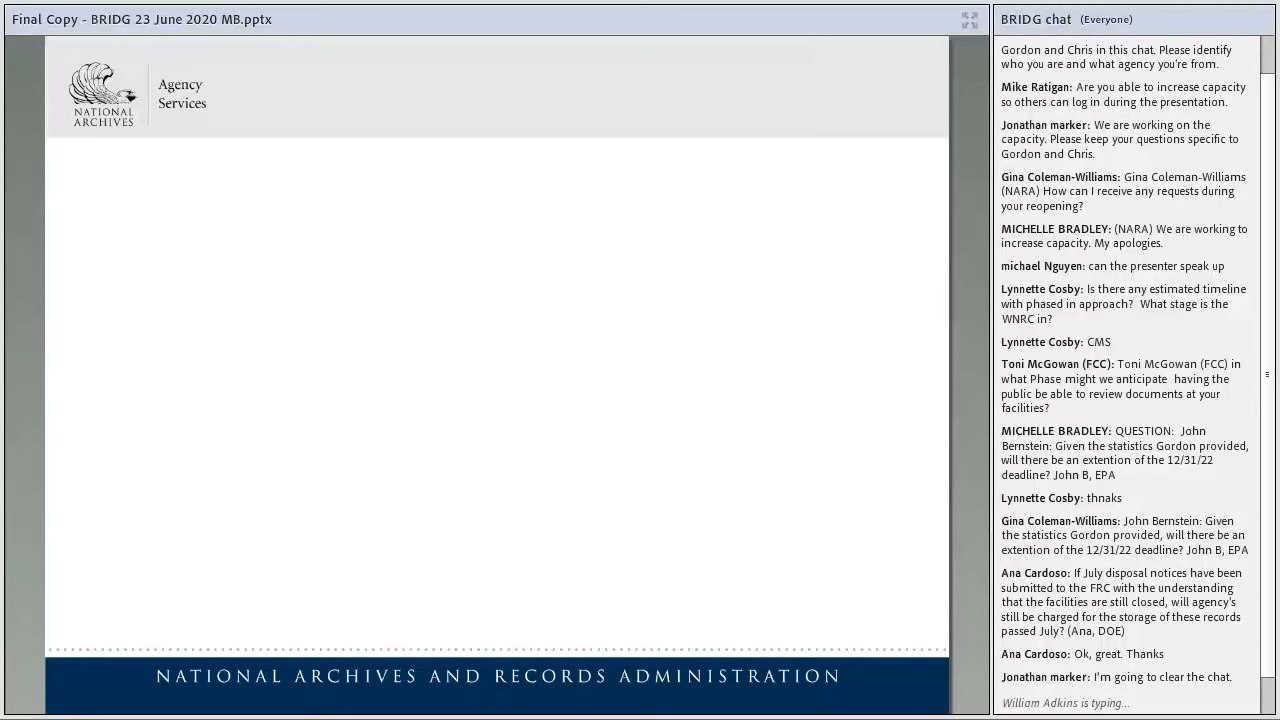 Final Copy - BRIDG 23 June 2020 MB.pptx
Agency
Services
NATIONAL
ARCHIVES
NATIONAL ARCHIVES AND RECORDS ADMINISTRATION
BRIDG chat (Everyone)
Gordon and Chris in this chat. Please identify
who you are and what agency you're from.
Mike Ratigan: Are you able to increase capacity
so others can log in during the presentation.
Jonathan marker: We are working on the
capacity. Please keep your questions specific to
Gordon and Chris.
Gina Coleman-Williams: Gina Coleman-Williams
(NARA) How can I receive any requests during
your reopening?
MICHELLE BRADLEY: (NARA) We are working to
increase capacity. My apologies.
michael Nguyen: can the presenter speak up
Lynnette Cosby: Is there any estimated timeline
with phased in approach? What stage is the
WNRC in?
Lynnette Cosby: CMS
Toni McGowan (FCC): Toni McGowan (FCC) in
what Phase might we anticipate having the
public be able to review documents at your
facilities?
MICHELLE BRADLEY: QUESTION: John
Bernstein: Given the statistics Gordon provided,
will there be an extention of the 12/31/22
deadline? John B, EPA
Lynnette Cosby: thnaks
Gina Coleman-Williams: John Bernstein: Given
the statistics Gordon provided, will there be an
extention of the 12/31/22 deadline? John B, EPA
Ana Cardoso: If July disposal notices have been
submitted to the FRC with the understanding
that the facilities are still closed, will agency's
still be charged for the storage of these records
passed July? (Ana, DOE)
Ana Cardoso: Ok, great. Thanks
Jonathan marker: I'm going to clear the chat.
William Adkins is typing...